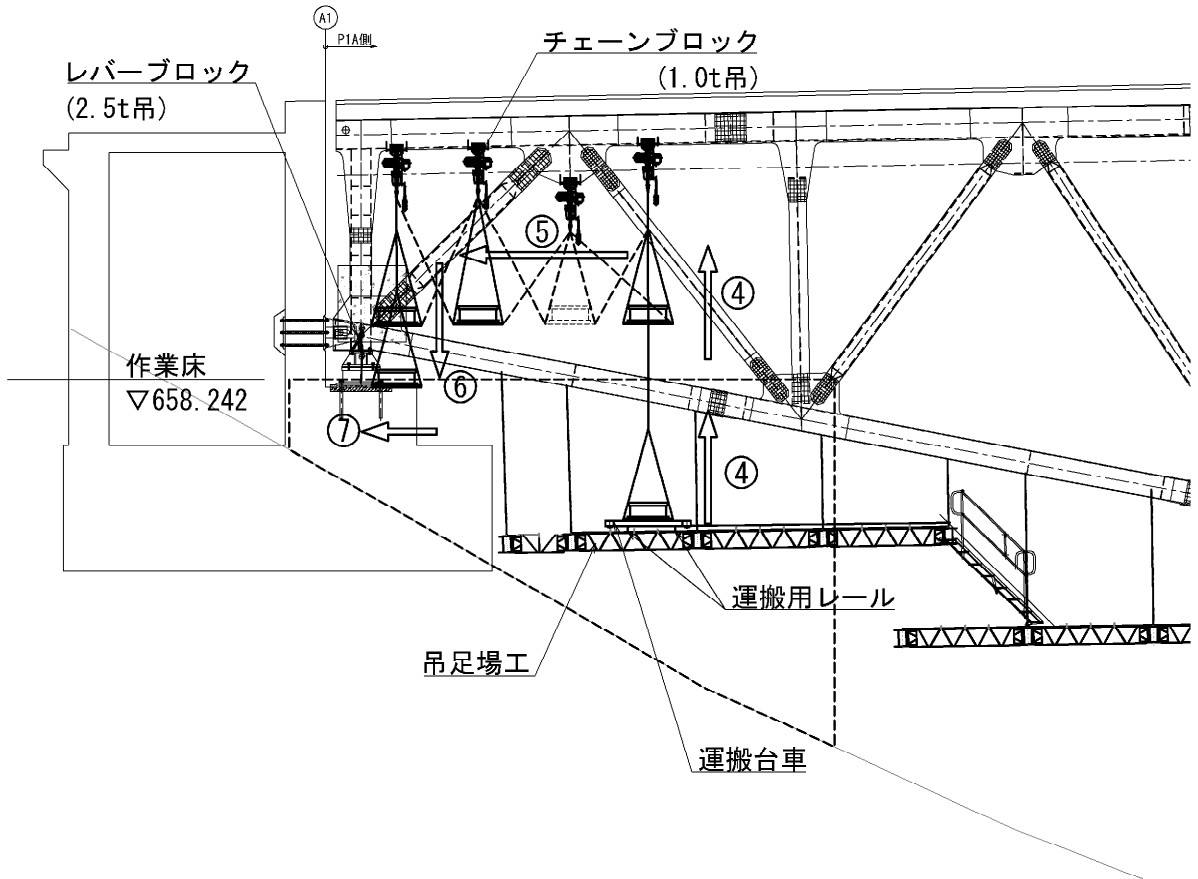 A1
P1A側
チェーンブロック
(1.0t吊)
レバーブロック
(2.5t吊)
⑤
④
作業床
▽658.242
⑥
⑦
④
運搬用レール
吊足場工
運搬台車